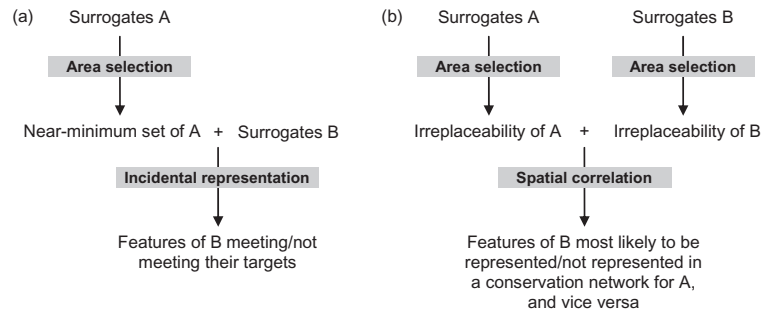 (a)
Surrogates A
Area selection
Near-minimum set of A + Surrogates B
Incidental representation
Features of B meeting/not
meeting their targets
(b)
Surrogates A
Surrogates B
Area selection
Area selection
Irreplaceability of A + Irreplaceability of B
Spatial correlation
Features of B most likely to be
represented/not represented in
a conservation network for A,
and vice versa